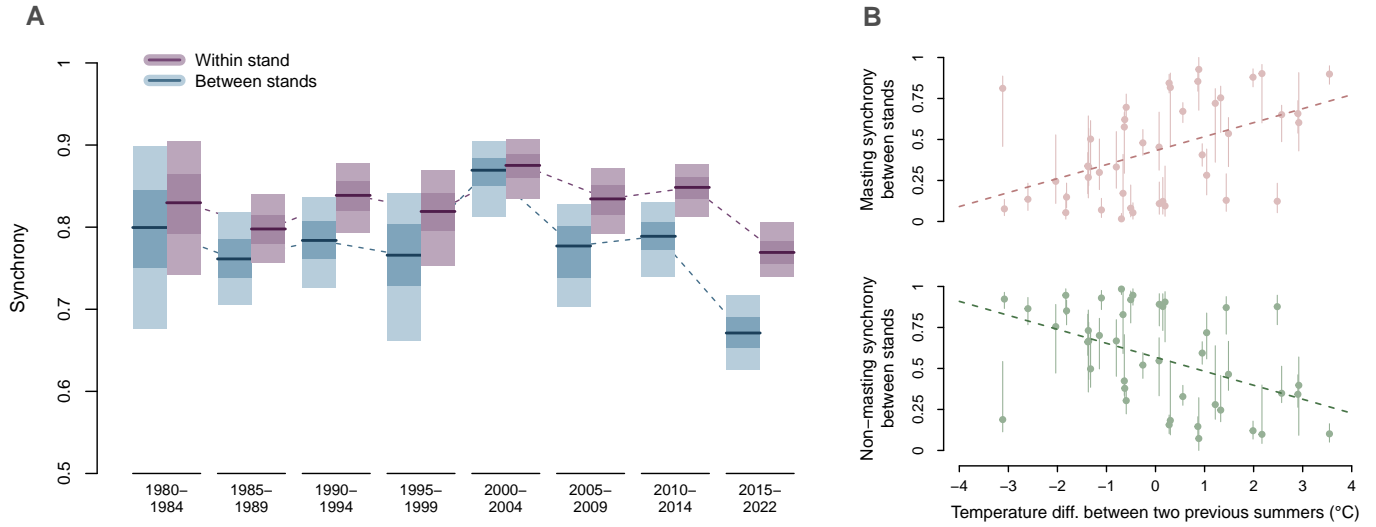 A
Within stand
Between stands
Synchrony
1
0.9
0.8
0.7
0.6
0.5
1980–
1984
1985–
1989
1990–
1994
1995–
1999
2000–
2004
2005–
2009
2010–
2014
2015–
2022
B
Masting synchrony
between stands
1
0.75
0.5
0.25
0
Non−masting synchrony
between stands
1
0.75
0.5
0.25
0
−4 −3 −2 −1 0 1 2 3 4
Temperature diff. between two previous summers (°C)